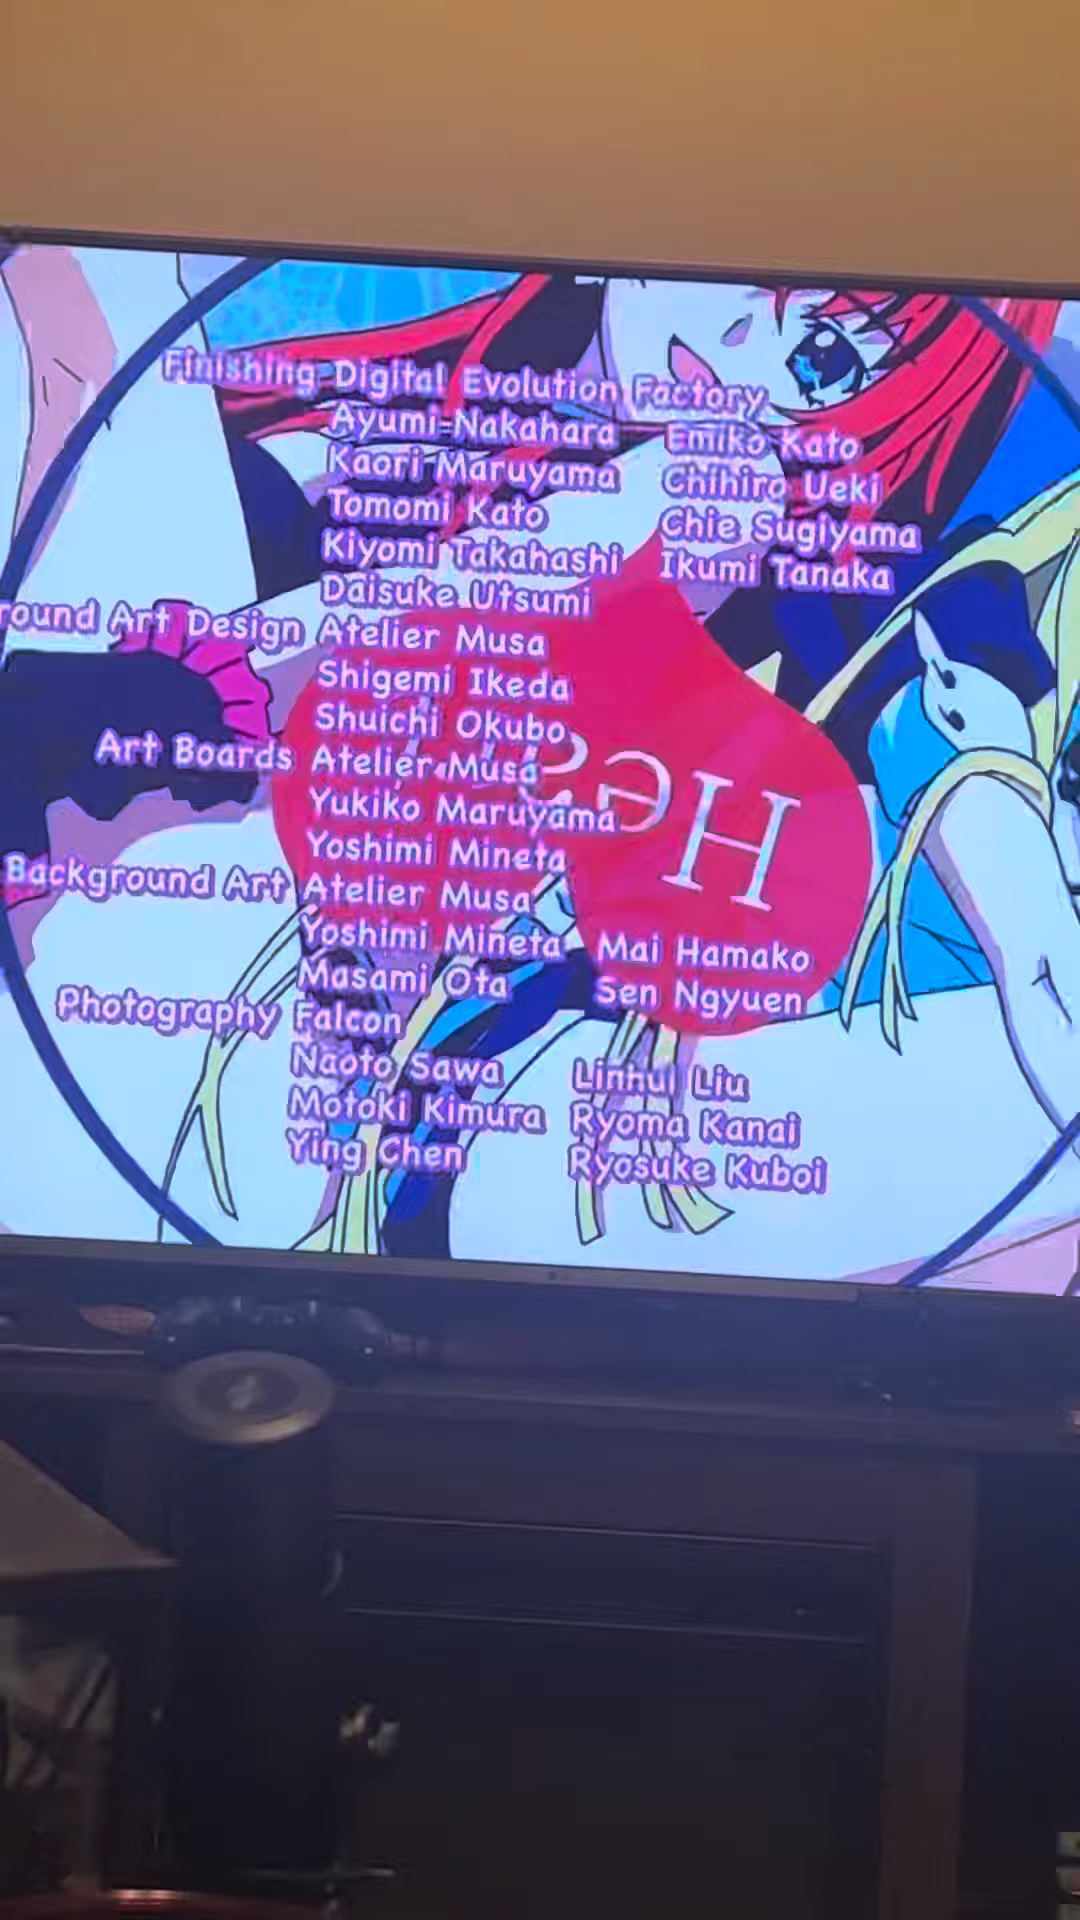 Finishing Digital Evolution Factory
Ayumi Nakahara Emiko Kato
Kaori Maruyama Chihiro Ueki
Tomomi Kato Chie Sugiyama
Kiyomi Takahashi Ikumi Tanaka
Daisuke Utsumi
round Art Design Atelier Musa
Shigemi Ikeda
Shuichi Okubo
Art Boards Atelier Musa
Yukiko Maruyama
Yoshimi Mineta
Background Art Atelier Musa
Yoshimi Mineta Mai Hamako
Masami Ota Sen Ngyuen
Photography Falcon
Naoto Sawa Linhui Liu
Motoki Kimura Ryoma Kanai
Ying Chen Ryosuke Kuboi